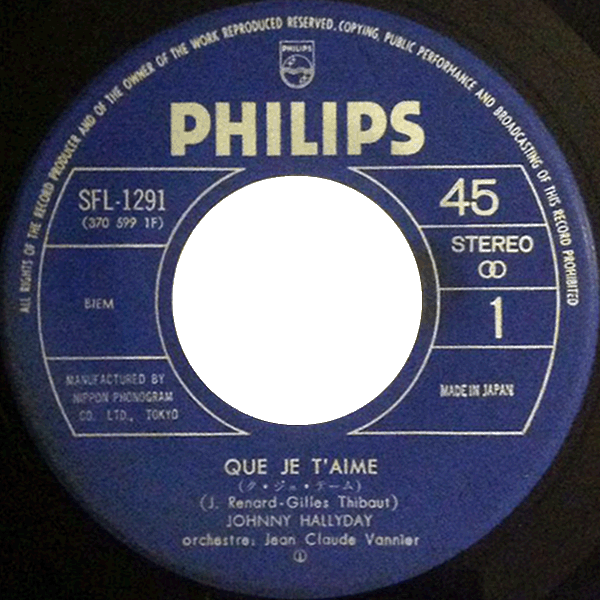 ALL RIGHTS OF THE RECORD PRODUCER AND OF THE OWNER OF THE WORK REPRODUCED RESERVED. COPYING, PUBLIC PERFORMANCE AND BROADCASTING OF THIS RECORD PROHIBITED
PHILIPS
PHILIPS
SFL-1291
(370 599 1F)
45
STEREO
BIEM
1
MANUFACTURED BY
NIPPON PHONOGRAM
CO. LTD., TOKYO
MADE IN JAPAN
QUE JE T'AIME
(ク・ジュ・テーム)
(J. Renard-Gilles Thibaut)
JOHNNY HALLYDAY
orchestre: Jean Claude Vannier